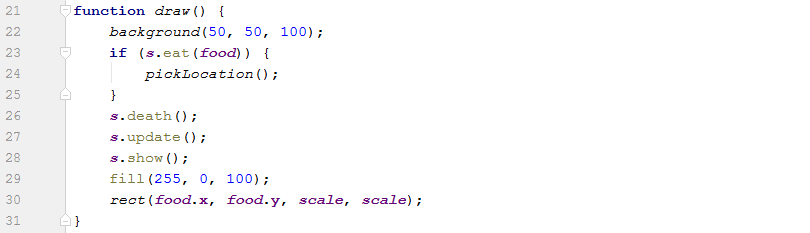 21 function draw() {
22 background(50, 50, 100);
23 if (s.eat(food)) {
24 pickLocation();
25 }
26 s.death();
27 s.update();
28 s.show();
29 fill(255, 0, 100);
30 rect(food.x, food.y, scale, scale);
31 }